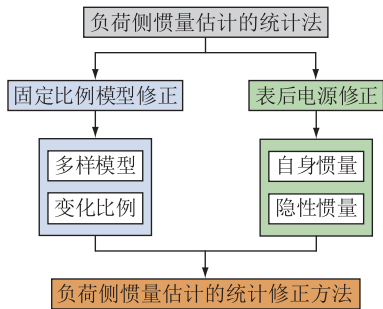 负荷侧惯量估计的统计法
固定比例模型修正
表后电源修正
多样模型
自身惯量
变化比例
隐性惯量
负荷侧惯量估计的统计修正方法